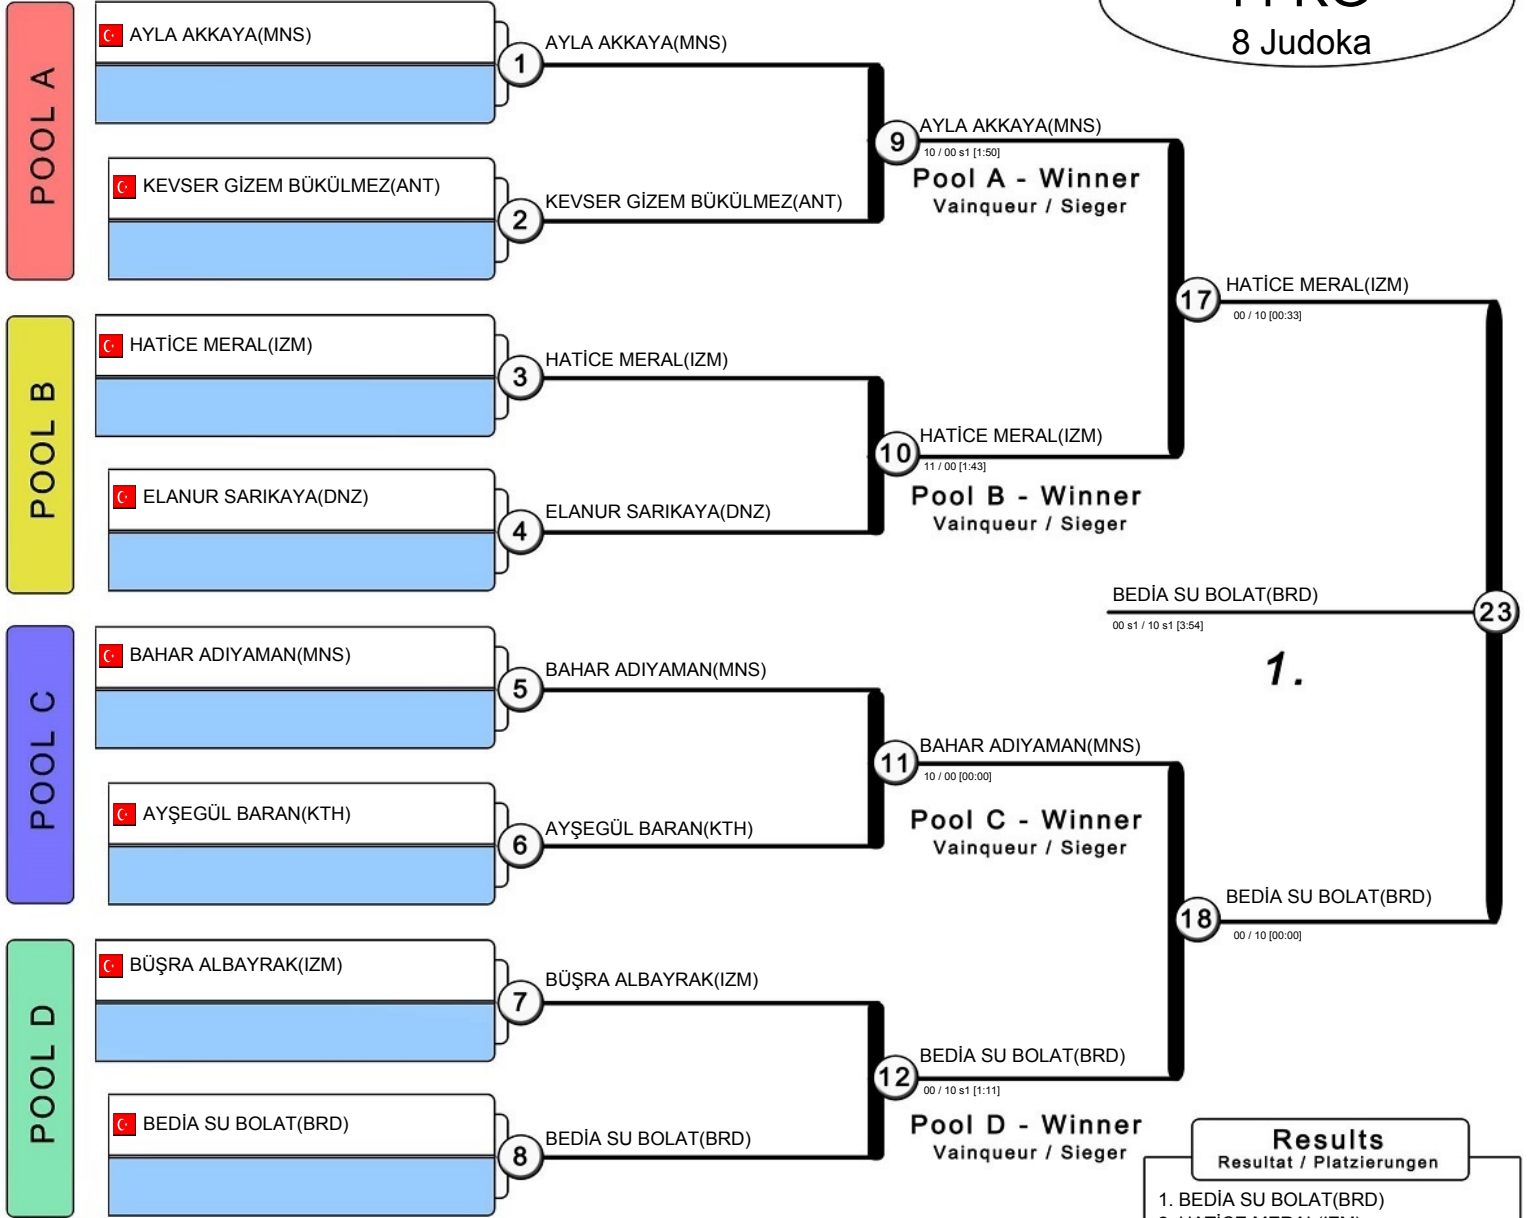 8 Judoka
POOL A
AYLA AKKAYA(MNS)
1
AYLA AKKAYA(MNS)
KEVSER GİZEM BÜKÜLMEZ(ANT)
2
KEVSER GİZEM BÜKÜLMEZ(ANT)
9
AYLA AKKAYA(MNS)
10 / 00 s1 [1:50]
Pool A - Winner
Vainqueur / Sieger
17
HATİCE MERAL(IZM)
00 / 10 [00:33]
POOL B
HATİCE MERAL(IZM)
3
HATİCE MERAL(IZM)
ELANUR SARIKAYA(DNZ)
4
ELANUR SARIKAYA(DNZ)
10
HATİCE MERAL(IZM)
11 / 00 [1:43]
Pool B - Winner
Vainqueur / Sieger
BEDİA SU BOLAT(BRD)
23
00 s1 / 10 s1 [3:54]
1.
POOL C
BAHAR ADIYAMAN(MNS)
5
BAHAR ADIYAMAN(MNS)
AYŞEGÜL BARAN(KTH)
6
AYŞEGÜL BARAN(KTH)
11
BAHAR ADIYAMAN(MNS)
10 / 00 [00:00]
Pool C - Winner
Vainqueur / Sieger
18
BEDİA SU BOLAT(BRD)
00 / 10 [00:00]
POOL D
BÜŞRA ALBAYRAK(IZM)
7
BÜŞRA ALBAYRAK(IZM)
BEDİA SU BOLAT(BRD)
8
BEDİA SU BOLAT(BRD)
12
BEDİA SU BOLAT(BRD)
00 / 10 s1 [1:11]
Pool D - Winner
Vainqueur / Sieger
Results
Resultat / Platzierungen
1. BEDİA SU BOLAT(BRD)
2. HATİCE MERAL(IZM)